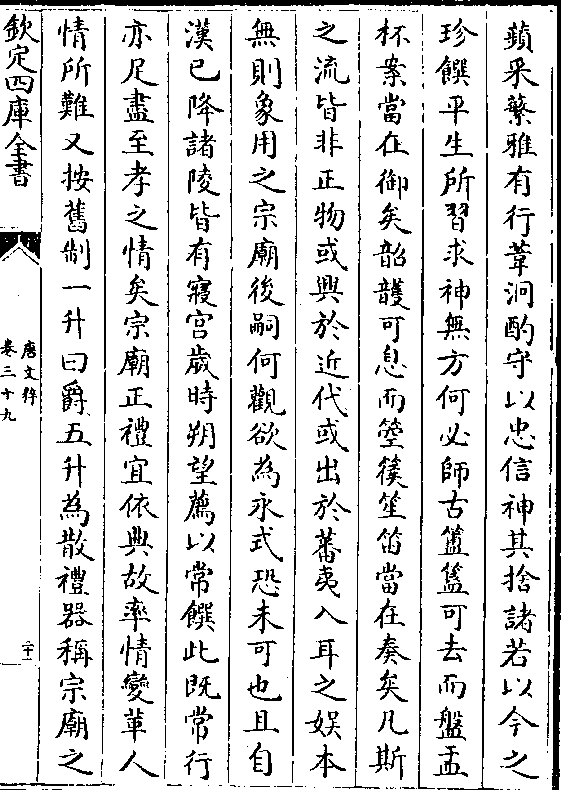 蘋采蘩雅有行葦泂酌守以忠信神其捨諸若以今之
珍饌平生所習求神無方何必師古簠簋可去而盤盂
杯案當在御矣韶頀可息而箜篌笙笛當在奏矣凡斯
之流皆非正物或興於近代或出於蕃夷入耳之娛本
無則象用之宗廟後嗣何觀欲為永式恐未可也且自
漢已降諸陵皆有寢宫歲時朔望薦以常饌此既常行
亦足盡至孝之情矣宗廟正禮宜依典故率情變革人
情所難又按舊制一升曰爵五升為散禮器稱宗廟之
欽定四庫全書
唐文粹
卷三十九